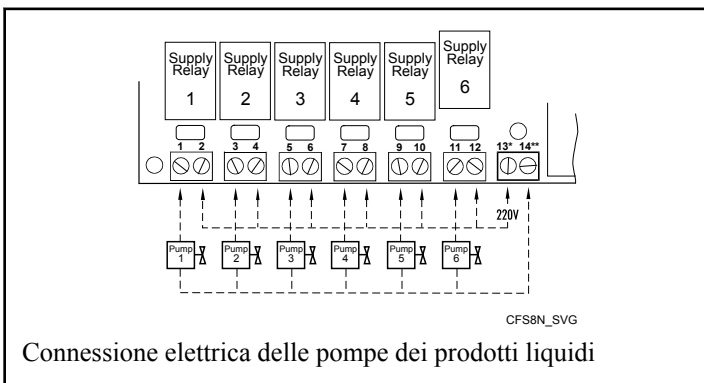 Supply Relay 1
Supply Relay 2
Supply Relay 3
Supply Relay 4
Supply Relay 5
Supply Relay 6
1 2 3 4 5 6 7 8 9 10 11 12 13* 14**
220V
Pump 1
Pump 2
Pump 3
Pump 4
Pump 5
Pump 6
CFS8N_SVG
Connessione elettrica delle pompe dei prodotti liquidi